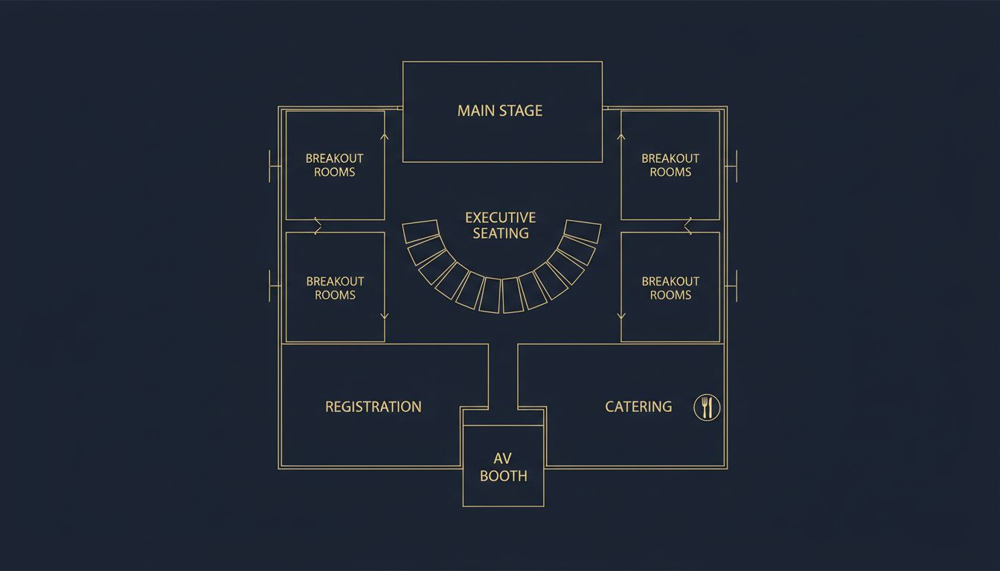 MAIN STAGE
BREAKOUT
ROOMS
BREAKOUT
ROOMS
EXECUTIVE
SEATING
BREAKOUT
ROOMS
BREAKOUT
ROOMS
REGISTRATION
CATERING
AV
BOOTH